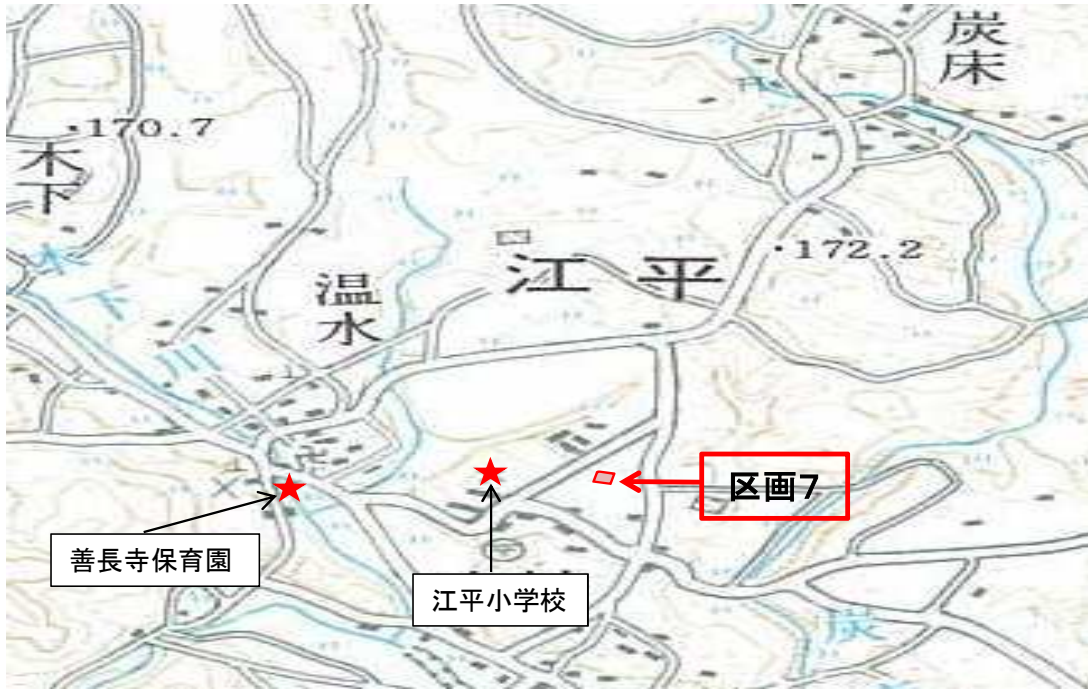 炭床
・170.7
木下
江平
・172.2
温水
木下川
区画7
善長寺保育園
江平小学校
炭